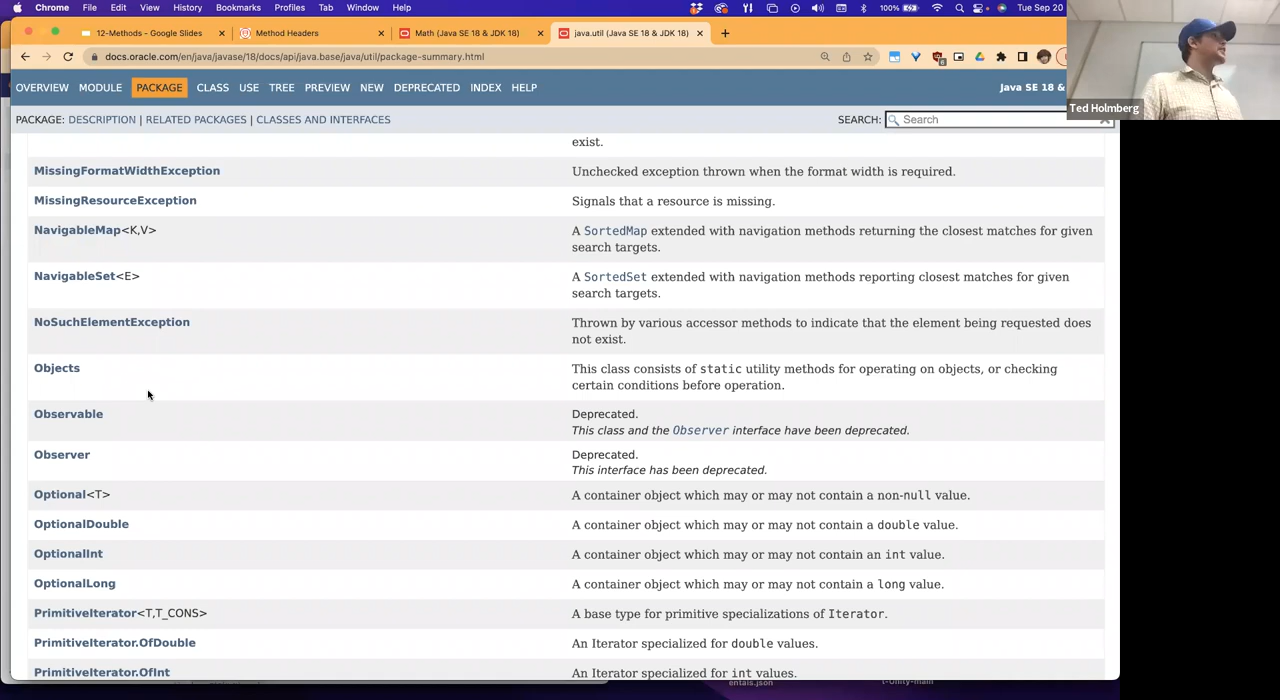 Chrome File Edit View History Bookmarks Profiles Tab Window Help 100% Tue Sep 20
12-Methods - Google Slides Method Headers Math (Java SE 18 & JDK 18) java.util (Java SE 18 & JDK 18)
docs.oracle.com/en/java/javase/18/docs/api/java.base/java/util/package-summary.html
OVERVIEW MODULE PACKAGE CLASS USE TREE PREVIEW NEW DEPRECATED INDEX HELP Java SE 18 &
Ted Holmberg
PACKAGE: DESCRIPTION | RELATED PACKAGES | CLASSES AND INTERFACES SEARCH: Search
exist.
MissingFormatWidthException Unchecked exception thrown when the format width is required.
MissingResourceException Signals that a resource is missing.
NavigableMap<K,V> A SortedMap extended with navigation methods returning the closest matches for given
search targets.
NavigableSet<E> A SortedSet extended with navigation methods reporting closest matches for given
search targets.
NoSuchElementException Thrown by various accessor methods to indicate that the element being requested does
not exist.
Objects This class consists of static utility methods for operating on objects, or checking
certain conditions before operation.
Observable Deprecated.
This class and the Observer interface have been deprecated.
Observer Deprecated.
This interface has been deprecated.
Optional<T> A container object which may or may not contain a non-null value.
OptionalDouble A container object which may or may not contain a double value.
OptionalInt A container object which may or may not contain an int value.
OptionalLong A container object which may or may not contain a long value.
PrimitiveIterator<T,T_CONS> A base type for primitive specializations of Iterator.
PrimitiveIterator.OfDouble An Iterator specialized for double values.
PrimitiveIterator.OfInt An Iterator specialized for int values.